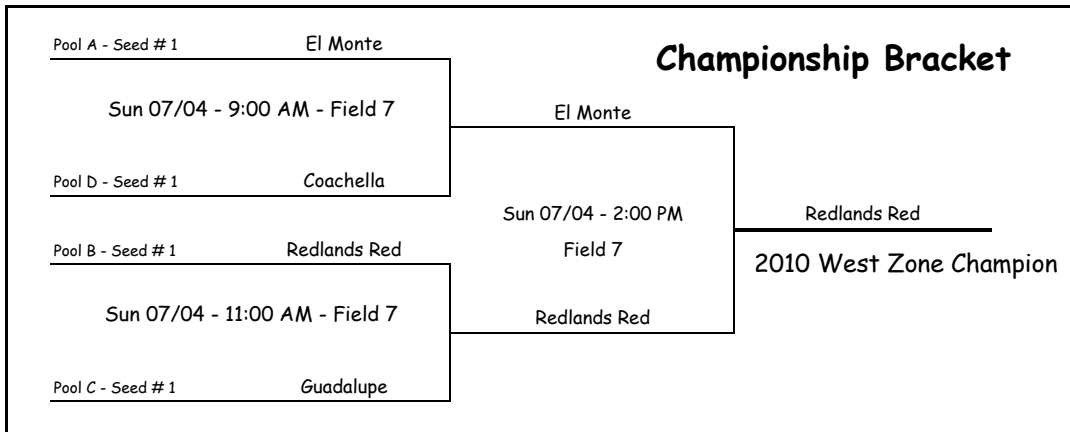 Pool A - Seed # 1 El Monte
Championship Bracket
Sun 07/04 - 9:00 AM - Field 7
El Monte
Pool D - Seed # 1 Coachella
Sun 07/04 - 2:00 PM
Redlands Red
Pool B - Seed # 1 Redlands Red
Field 7
2010 West Zone Champion
Sun 07/04 - 11:00 AM - Field 7
Redlands Red
Pool C - Seed # 1 Guadalupe